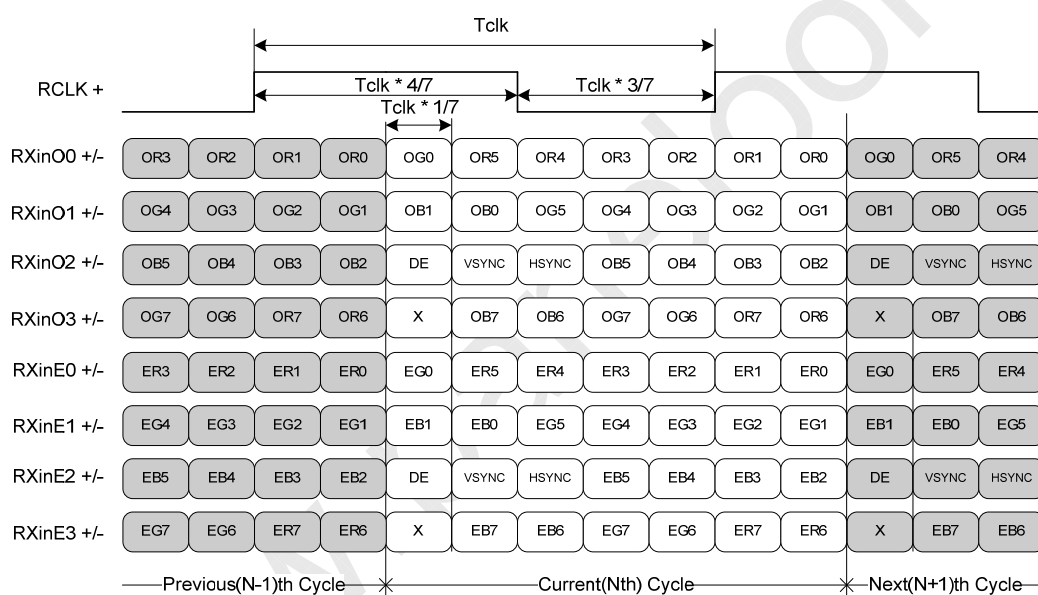 Tclk
RCLK +
Tclk * 4/7
Tclk * 3/7
Tclk * 1/7
RXinO0 +/- OR3 OR2 OR1 OR0 OG0 OR5 OR4 OR3 OR2 OR1 OR0 OG0 OR5 OR4
RXinO1 +/- OG4 OG3 OG2 OG1 OB1 OB0 OG5 OG4 OG3 OG2 OG1 OB1 OB0 OG5
RXinO2 +/- OB5 OB4 OB3 OB2 DE VSYNC HSYNC OB5 OB4 OB3 OB2 DE VSYNC HSYNC
RXinO3 +/- OG7 OG6 OR7 OR6 X OB7 OB6 OG7 OG6 OR7 OR6 X OB7 OB6
RXinE0 +/- ER3 ER2 ER1 ER0 EG0 ER5 ER4 ER3 ER2 ER1 ER0 EG0 ER5 ER4
RXinE1 +/- EG4 EG3 EG2 EG1 EB1 EB0 EG5 EG4 EG3 EG2 EG1 EB1 EB0 EG5
RXinE2 +/- EB5 EB4 EB3 EB2 DE VSYNC HSYNC EB5 EB4 EB3 EB2 DE VSYNC HSYNC
RXinE3 +/- EG7 EG6 ER7 ER6 X EB7 EB6 EG7 EG6 ER7 ER6 X EB7 EB6
Previous(N-1)th Cycle Current(Nth) Cycle Next(N+1)th Cycle